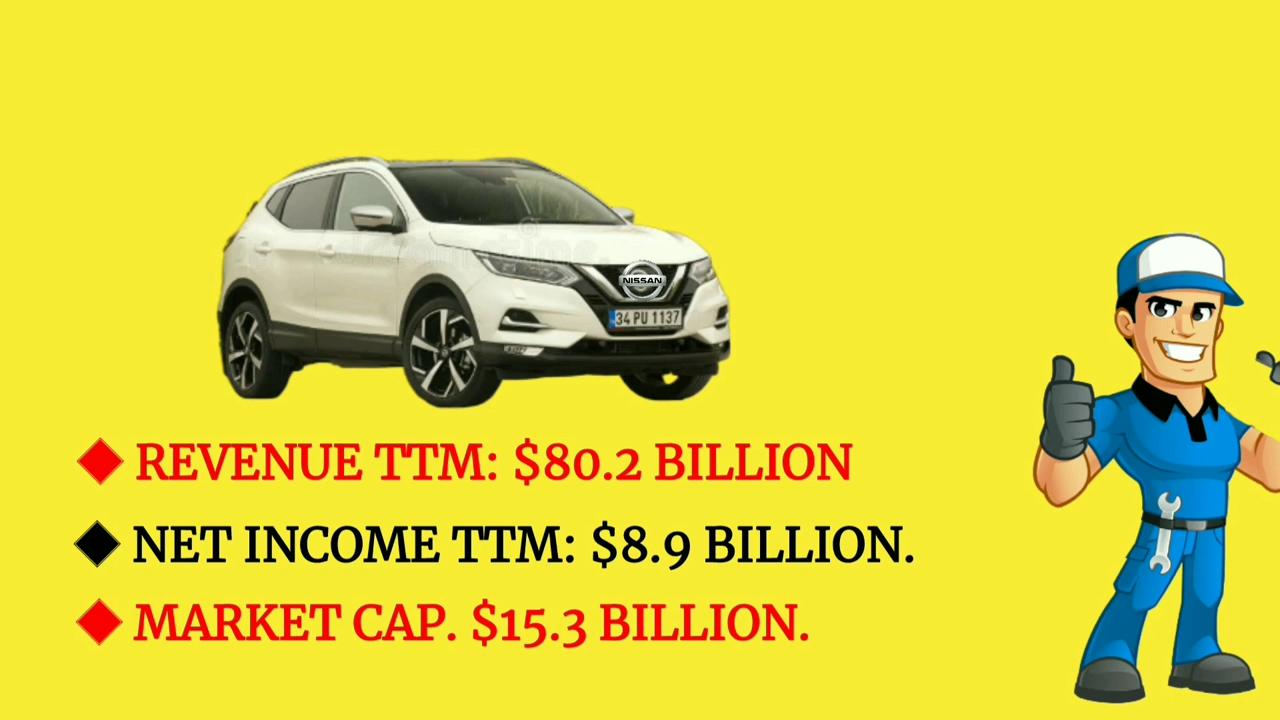 NISSAN
34 PU 1137
REVENUE TTM: $80.2 BILLION
NET INCOME TTM: $8.9 BILLION.
MARKET CAP. $15.3 BILLION.